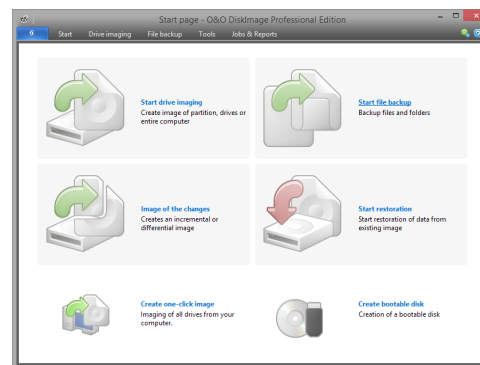 Start page - O&O DiskImage Professional Edition
Start Drive imaging File backup Tools Jobs & Reports
Start drive imaging
Create image of partition, drives or
entire computer
Start file backup
Backup files and folders
Image of the changes
Creates an incremental or
differential image
Start restoration
Start restoration of data from
existing image
Create one-click image
Imaging of all drives from your
computer.
Create bootable disk
Creation of a bootable disk